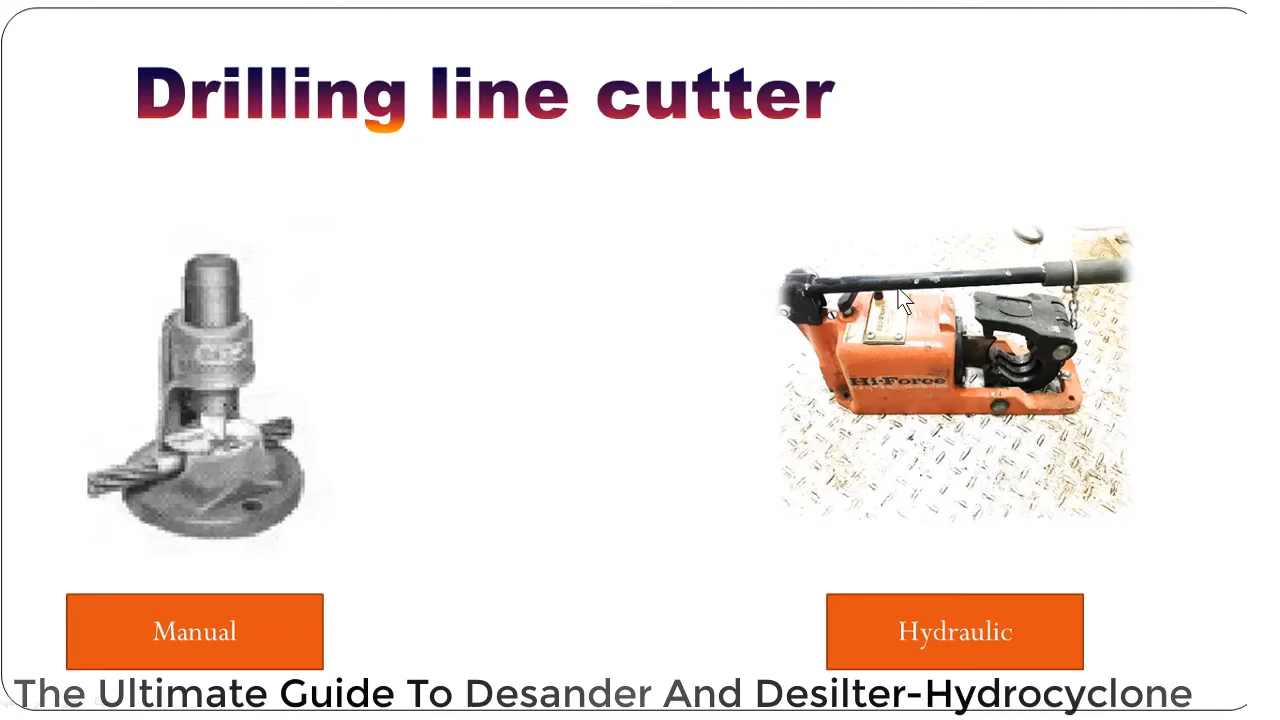 Drilling line cutter
Hi-Force
Manual
Hydraulic
The Ultimate Guide To Desander And Desilter-Hydrocyclone